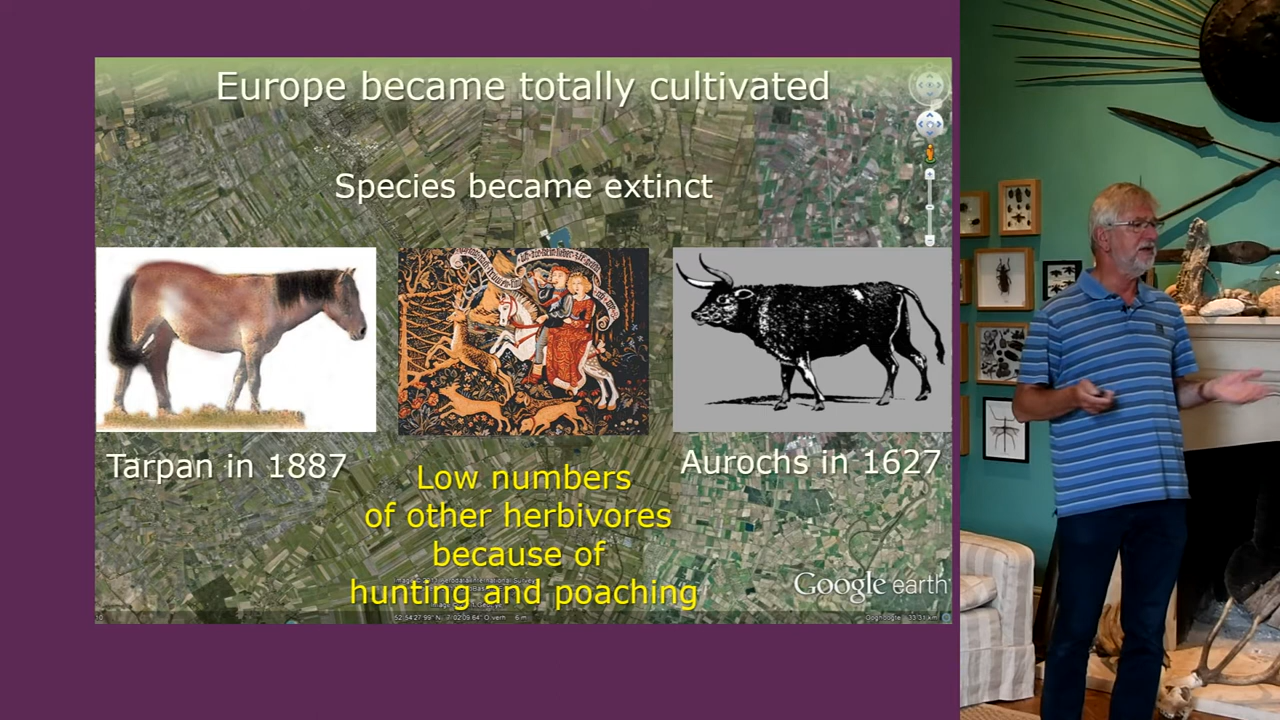 Europe became totally cultivated
Species became extinct
Tarpan in 1887
Aurochs in 1627
Low numbers
of other herbivores
because of
hunting and poaching
Google earth